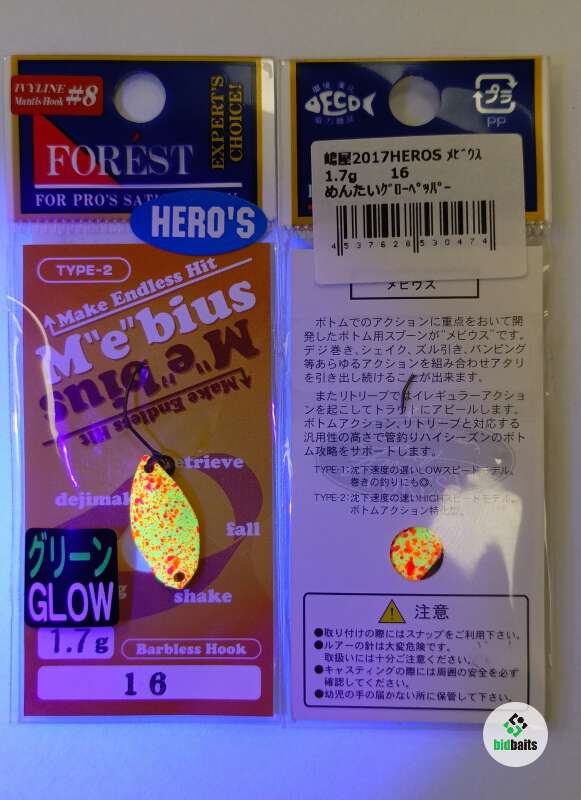 IVYLINE
Mantis Hook #8
EXPERT'S
CHOICE!
FORÉST
FOR PRO'S
HERO'S
TYPE-2
↑Make Endless Hit
M"e"bius
M"e"bius
↑Make Endless Hit
retrieve
dejimaki
fall
shake
グリーン
GLOW
1.7g
Barbless Hook
16
環境
ECO
プラ
PP
嶋屋2017HEROS ﾒﾋﾞｳｽ
1.7g 16
めんたいｸﾞﾛｰﾍﾟｯﾊﾟｰ
4 537628 530474
メビウス
ボトムでのアクションに重点をおいて開
発したボトム用スプーンが"メビウス"です。
デジ巻き、シェイク、ズル引き、バンピング
等あらゆるアクションを組み合わせアタリ
を引き出し続けることが出来ます。
またリトリーブではイレギュラーアクション
を起こしてトラウトにアピールします。
ボトムアクション、リトリーブと対応する
汎用性の高さで管釣りハイシーズンのボト
ム攻略をサポートします。
TYPE-1:沈下速度の遅いLOWスピードモデル。
巻きの釣りにも◎。
TYPE-2:沈下速度の速いHIGHスピードモデル。
ボトムアクション特化型。
注意
●取り付けの際にはスナップをご利用下さい。
●ルアーの針は大変危険です。
取扱いには十分ご注意ください。
●キャスティングの際には周囲の安全を必ず
確認してください。
●幼児の手の届かない所に保管して下さい。
bidbaits